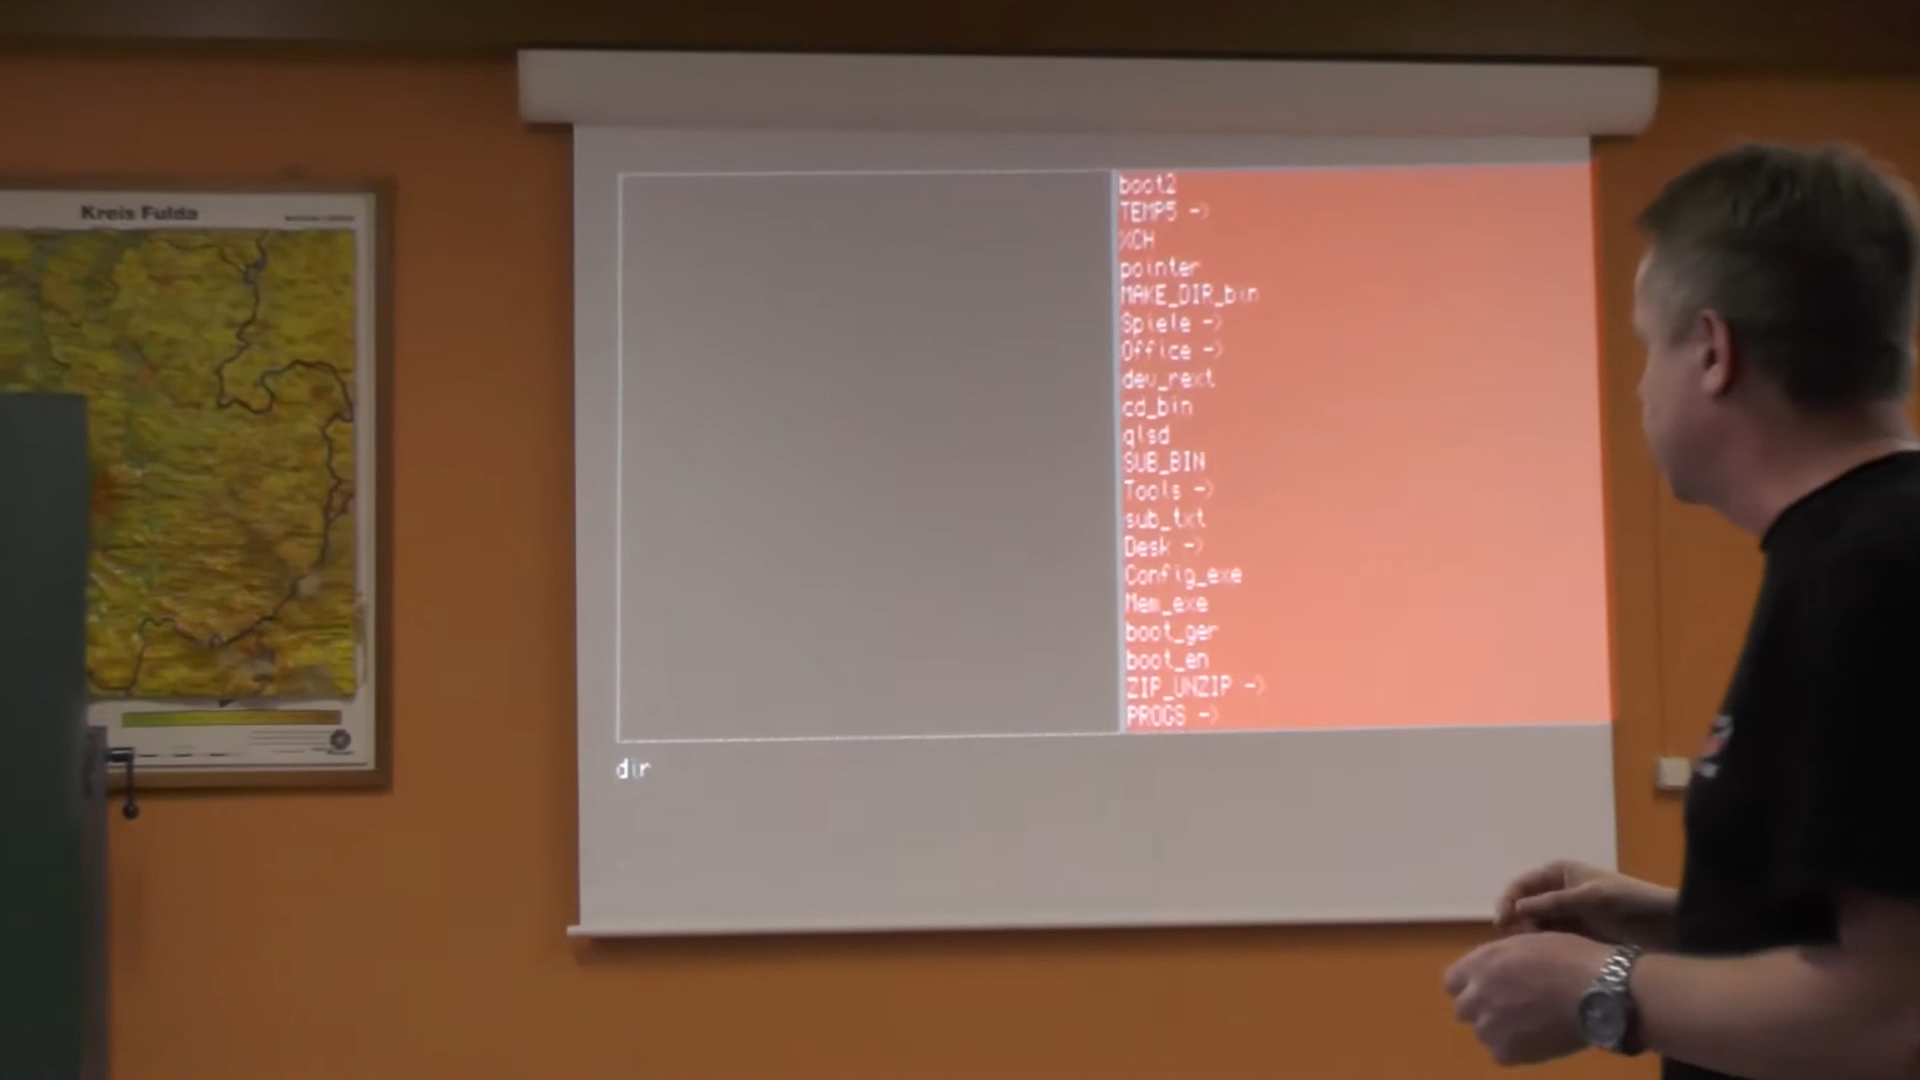 Kreis Fulda
boot2
TEMP5 ->
XCH
pointer
MAKE_DIR_bin
Spiele ->
Office ->
dev_rext
cd_bin
qlsd
SUB_BIN
Tools ->
sub_txt
Desk ->
Config_exe
Mem_exe
boot_ger
boot_en
ZIP_UNZIP ->
PROGS ->
dir